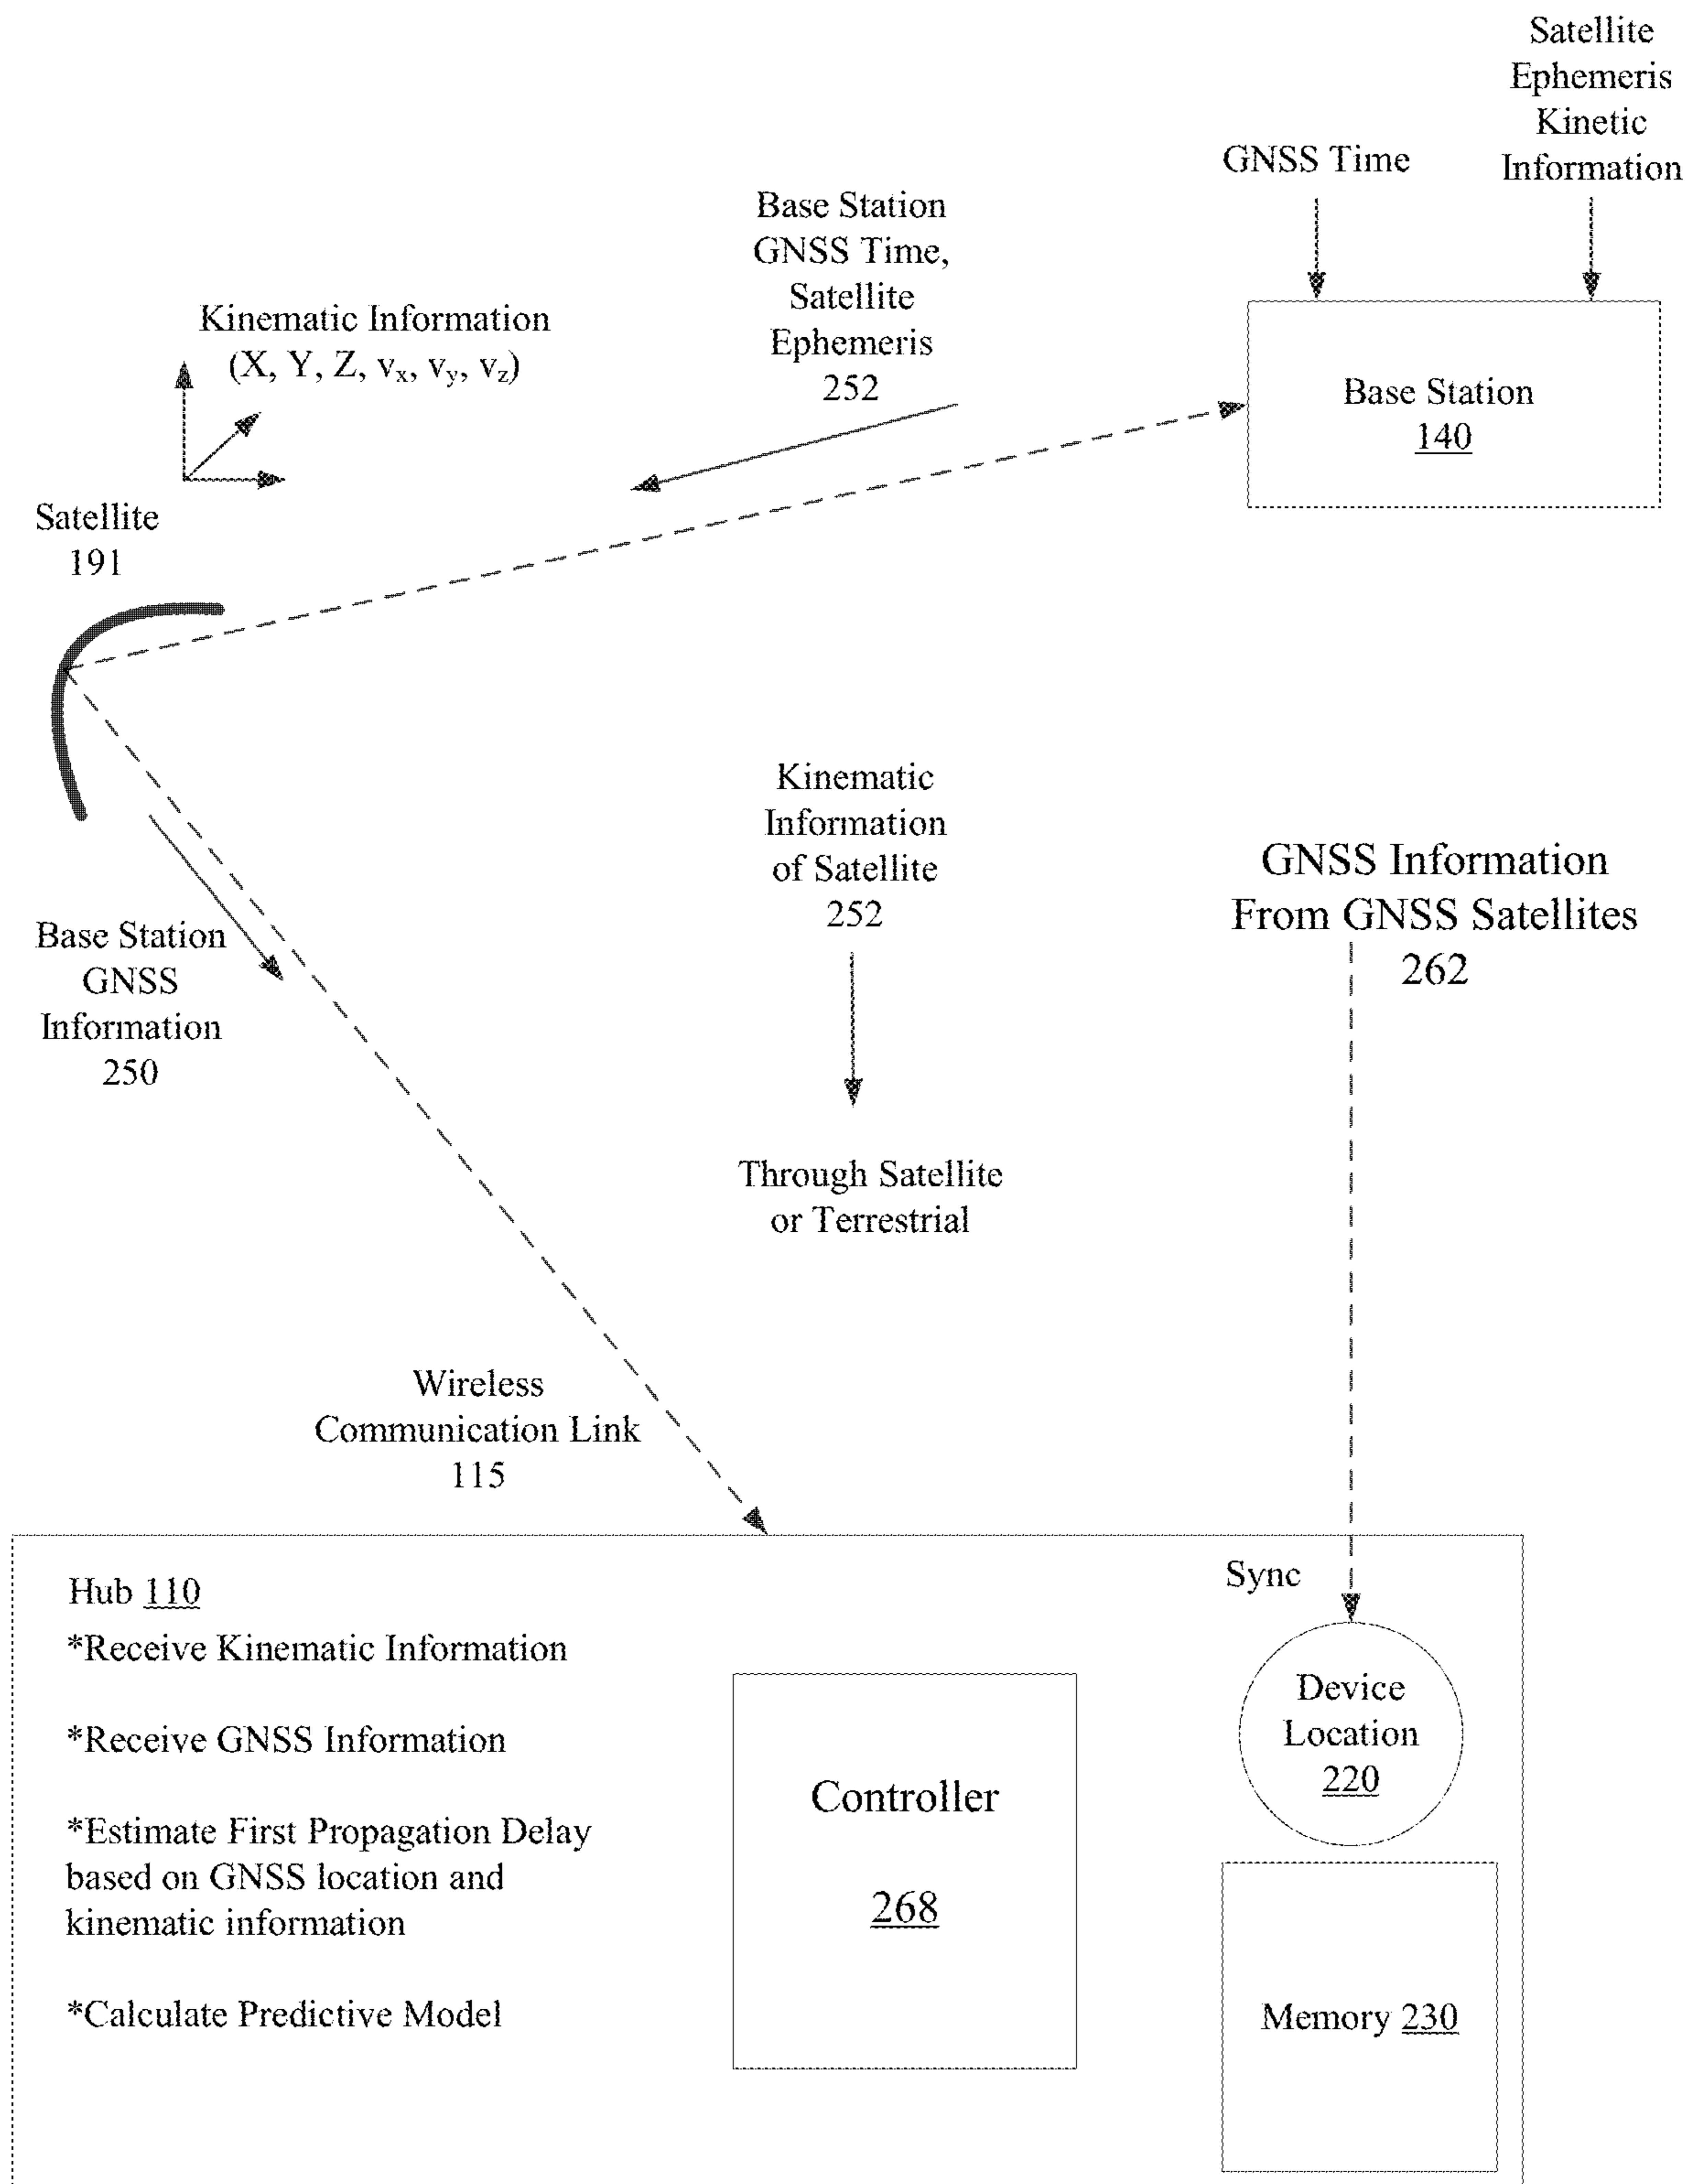 Satellite
Ephemeris
Kinetic
Information
GNSS Time
Base Station
GNSS Time,
Satellite
Ephemeris
252
Kinematic Information
(X, Y, Z, vx, vy, vz)
Base Station
140
Satellite
191
Kinematic
Information
of Satellite
252
GNSS Information
From GNSS Satellites
262
Base Station
GNSS
Information
250
Through Satellite
or Terrestrial
Wireless
Communication Link
115
Sync
Hub 110
*Receive Kinematic Information
*Receive GNSS Information
*Estimate First Propagation Delay
based on GNSS location and
kinematic information
*Calculate Predictive Model
Controller
268
Device
Location
220
Memory 230